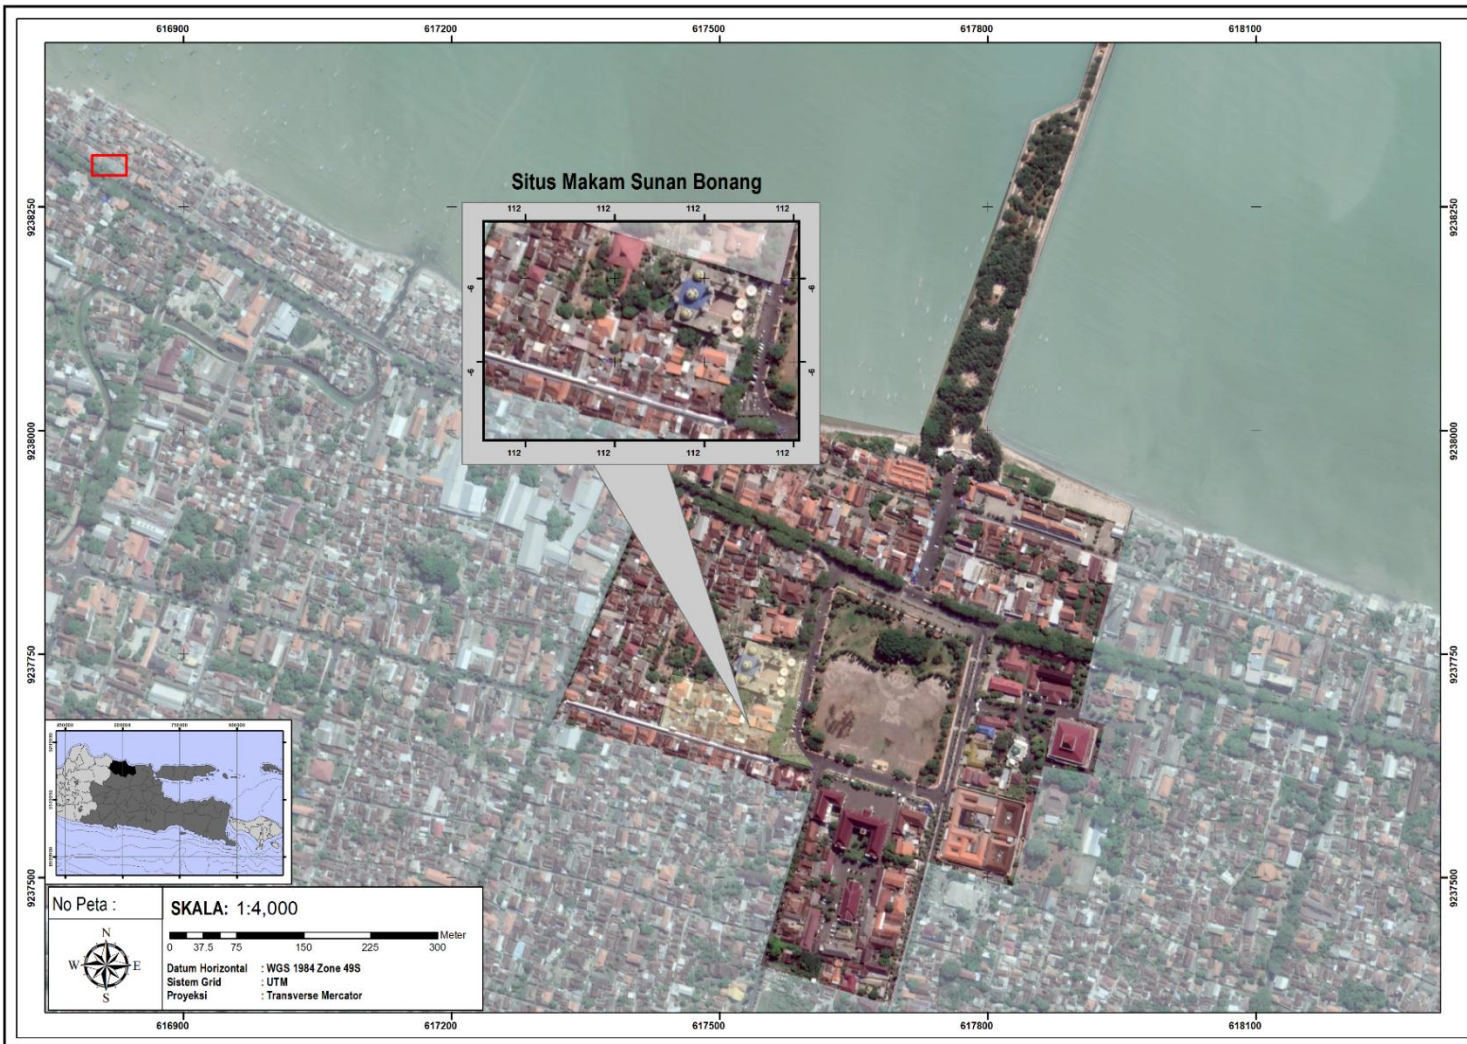 616900 617200 617500 617800 618100
Situs Makam Sunan Bonang
112 112 112 112
9238250 9238250
-6 -6
-6 -6
112 112 112 112
9238000 9238000
9237750 9237750
9237500 9237500
No Peta :
SKALA: 1:4,000
Meter
0 37.5 75 150 225 300
N
W E
S
Datum Horizontal : WGS 1984 Zone 49S
Sistem Grid : UTM
Proyeksi : Transverse Mercator
616900 617200 617500 617800 618100